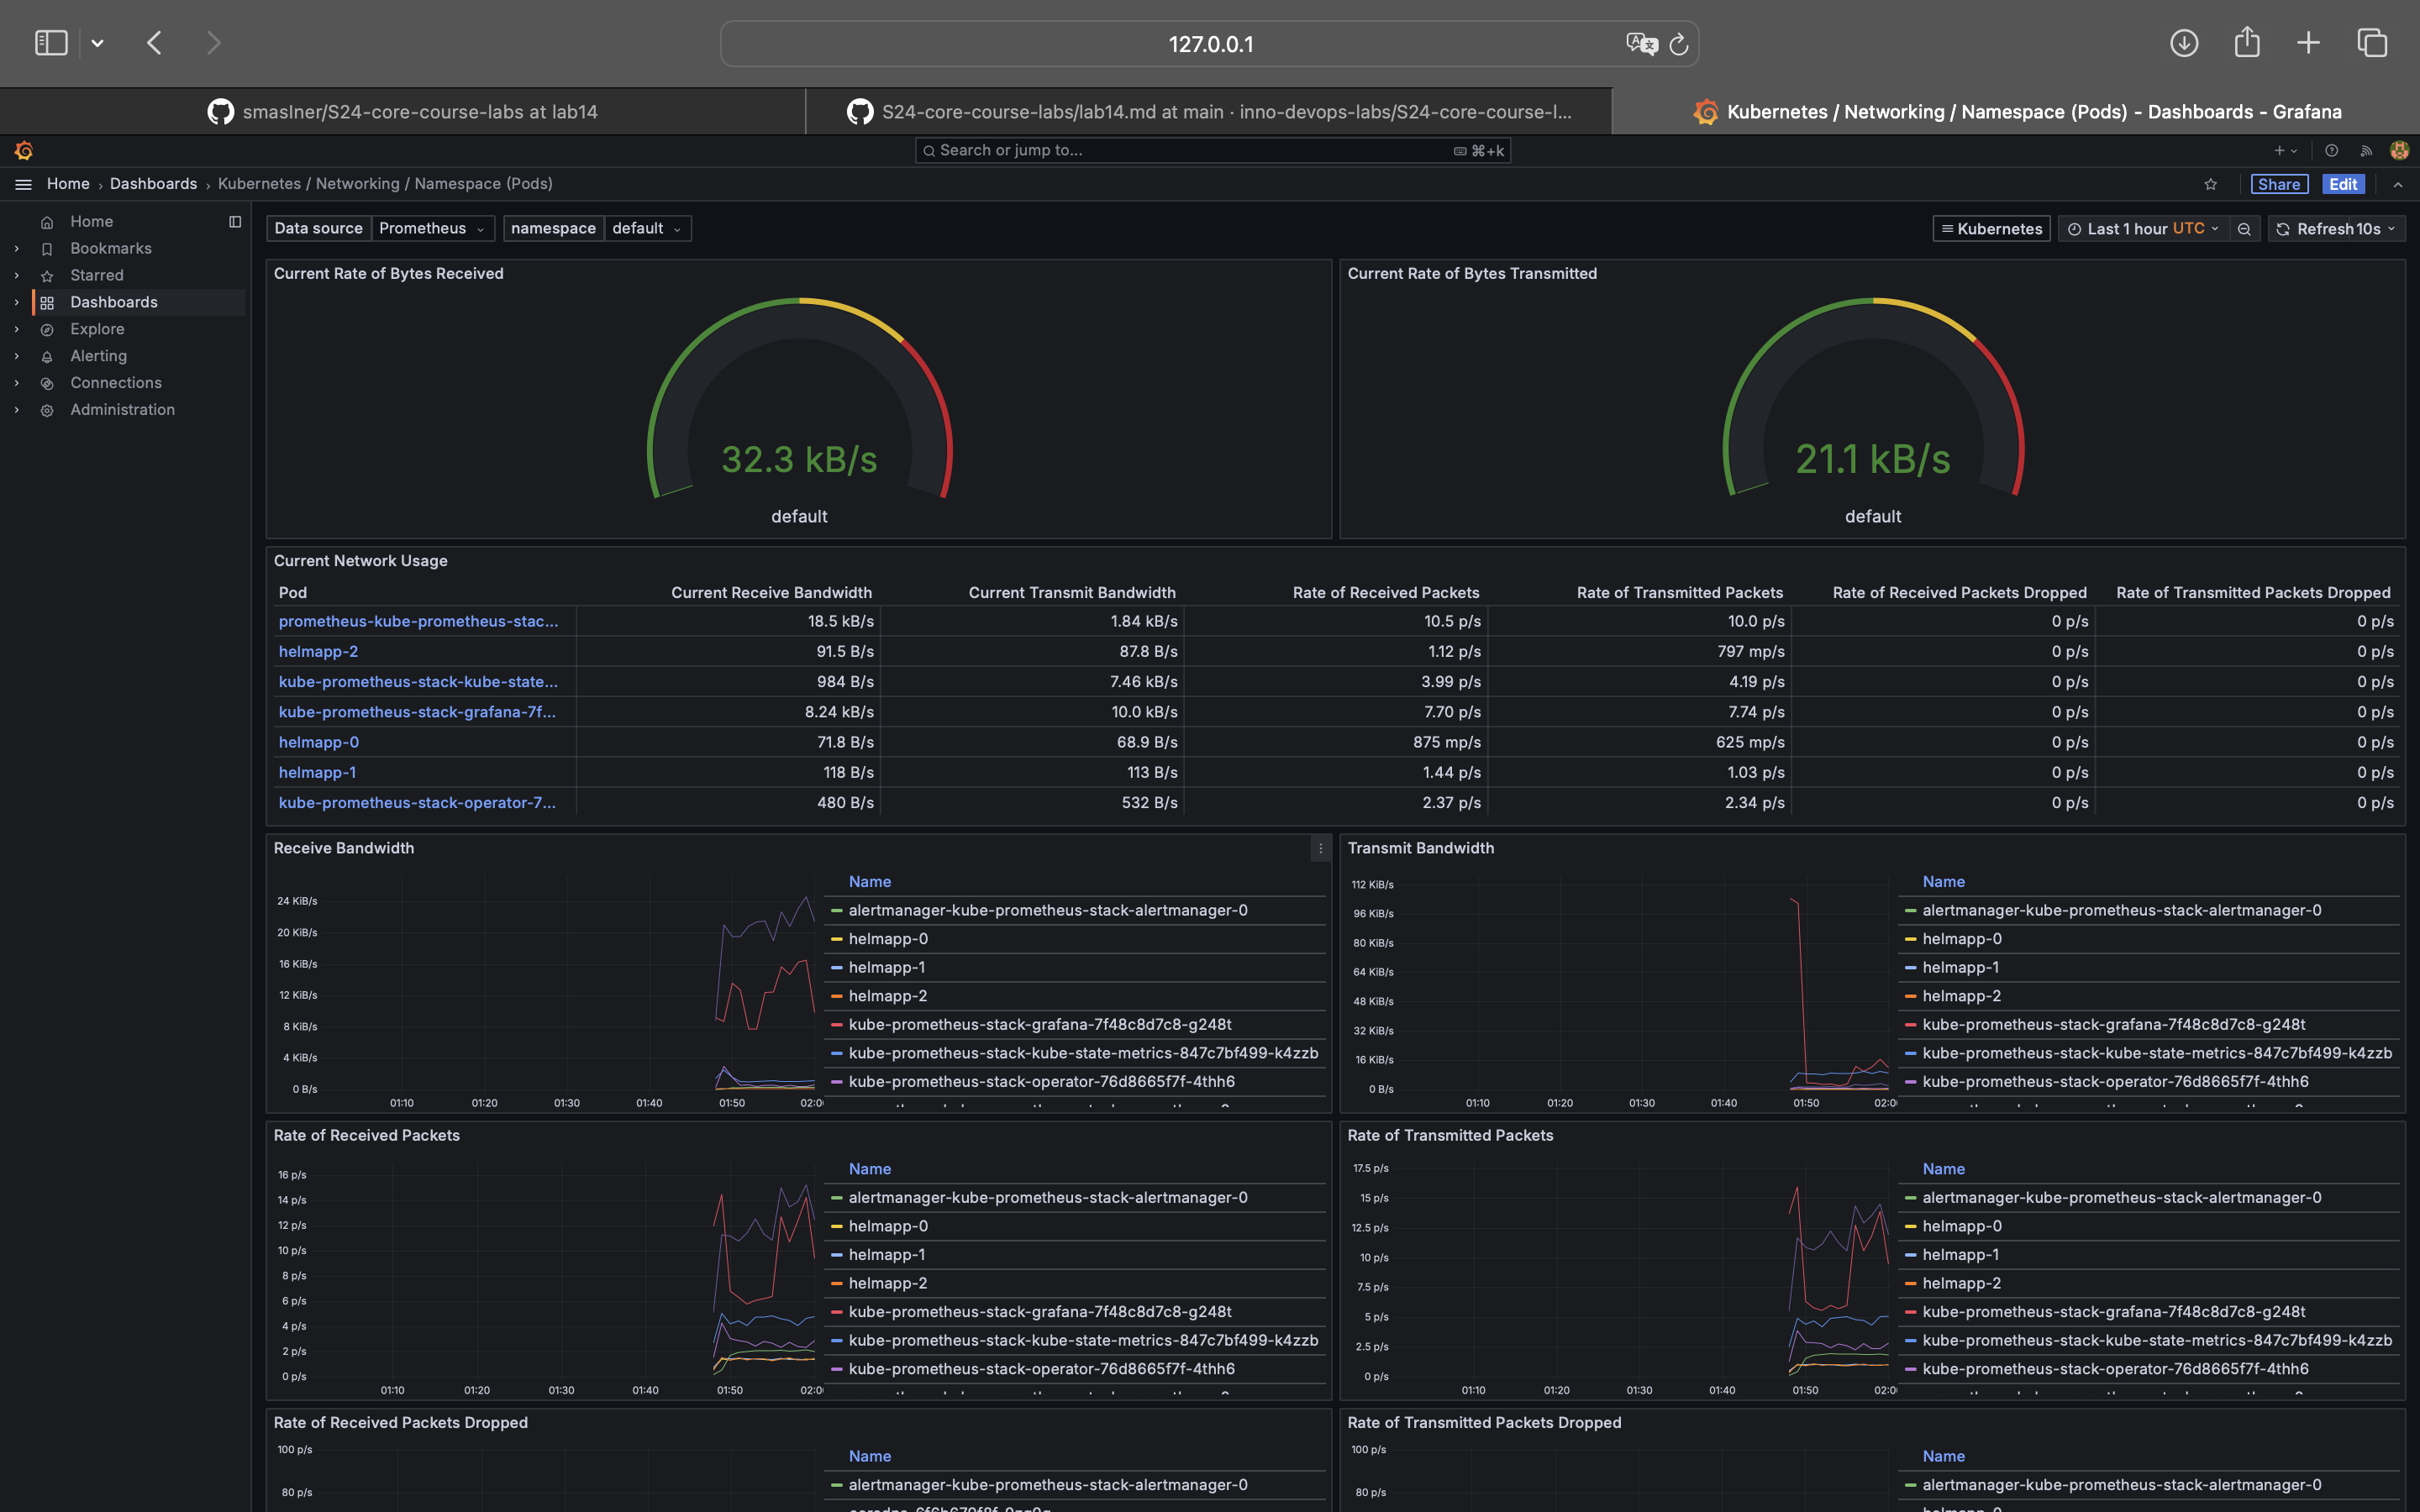 127.0.0.1
smaslner/S24-core-course-labs at lab14
S24-core-course-labs/lab14.md at main · inno-devops-labs/S24-core-course-l...
Kubernetes / Networking / Namespace (Pods) - Dashboards - Grafana
Search or jump to...
⌘+k
Home › Dashboards › Kubernetes / Networking / Namespace (Pods)
Share
Edit
Home
Bookmarks
Starred
Dashboards
Explore
Alerting
Connections
Administration
Data source Prometheus
namespace default
Kubernetes
Last 1 hour UTC
Refresh 10s
Current Rate of Bytes Received
32.3 kB/s
default
Current Rate of Bytes Transmitted
21.1 kB/s
default
Current Network Usage
Pod Current Receive Bandwidth Current Transmit Bandwidth Rate of Received Packets Rate of Transmitted Packets Rate of Received Packets Dropped Rate of Transmitted Packets Dropped
prometheus-kube-prometheus-stac... 18.5 kB/s 1.84 kB/s 10.5 p/s 10.0 p/s 0 p/s 0 p/s
helmapp-2 91.5 B/s 87.8 B/s 1.12 p/s 797 mp/s 0 p/s 0 p/s
kube-prometheus-stack-kube-state... 984 B/s 7.46 kB/s 3.99 p/s 4.19 p/s 0 p/s 0 p/s
kube-prometheus-stack-grafana-7f... 8.24 kB/s 10.0 kB/s 7.70 p/s 7.74 p/s 0 p/s 0 p/s
helmapp-0 71.8 B/s 68.9 B/s 875 mp/s 625 mp/s 0 p/s 0 p/s
helmapp-1 118 B/s 113 B/s 1.44 p/s 1.03 p/s 0 p/s 0 p/s
kube-prometheus-stack-operator-7... 480 B/s 532 B/s 2.37 p/s 2.34 p/s 0 p/s 0 p/s
Receive Bandwidth
24 KiB/s
20 KiB/s
16 KiB/s
12 KiB/s
8 KiB/s
4 KiB/s
0 B/s
01:10 01:20 01:30 01:40 01:50 02:00
Name
alertmanager-kube-prometheus-stack-alertmanager-0
helmapp-0
helmapp-1
helmapp-2
kube-prometheus-stack-grafana-7f48c8d7c8-g248t
kube-prometheus-stack-kube-state-metrics-847c7bf499-k4zzb
kube-prometheus-stack-operator-76d8665f7f-4thh6
Transmit Bandwidth
112 KiB/s
96 KiB/s
80 KiB/s
64 KiB/s
48 KiB/s
32 KiB/s
16 KiB/s
0 B/s
01:10 01:20 01:30 01:40 01:50 02:00
Name
alertmanager-kube-prometheus-stack-alertmanager-0
helmapp-0
helmapp-1
helmapp-2
kube-prometheus-stack-grafana-7f48c8d7c8-g248t
kube-prometheus-stack-kube-state-metrics-847c7bf499-k4zzb
kube-prometheus-stack-operator-76d8665f7f-4thh6
Rate of Received Packets
16 p/s
14 p/s
12 p/s
10 p/s
8 p/s
6 p/s
4 p/s
2 p/s
0 p/s
01:10 01:20 01:30 01:40 01:50 02:00
Name
alertmanager-kube-prometheus-stack-alertmanager-0
helmapp-0
helmapp-1
helmapp-2
kube-prometheus-stack-grafana-7f48c8d7c8-g248t
kube-prometheus-stack-kube-state-metrics-847c7bf499-k4zzb
kube-prometheus-stack-operator-76d8665f7f-4thh6
Rate of Transmitted Packets
17.5 p/s
15 p/s
12.5 p/s
10 p/s
7.5 p/s
5 p/s
2.5 p/s
0 p/s
01:10 01:20 01:30 01:40 01:50 02:00
Name
alertmanager-kube-prometheus-stack-alertmanager-0
helmapp-0
helmapp-1
helmapp-2
kube-prometheus-stack-grafana-7f48c8d7c8-g248t
kube-prometheus-stack-kube-state-metrics-847c7bf499-k4zzb
kube-prometheus-stack-operator-76d8665f7f-4thh6
Rate of Received Packets Dropped
100 p/s
80 p/s
Name
alertmanager-kube-prometheus-stack-alertmanager-0
Rate of Transmitted Packets Dropped
100 p/s
80 p/s
Name
alertmanager-kube-prometheus-stack-alertmanager-0